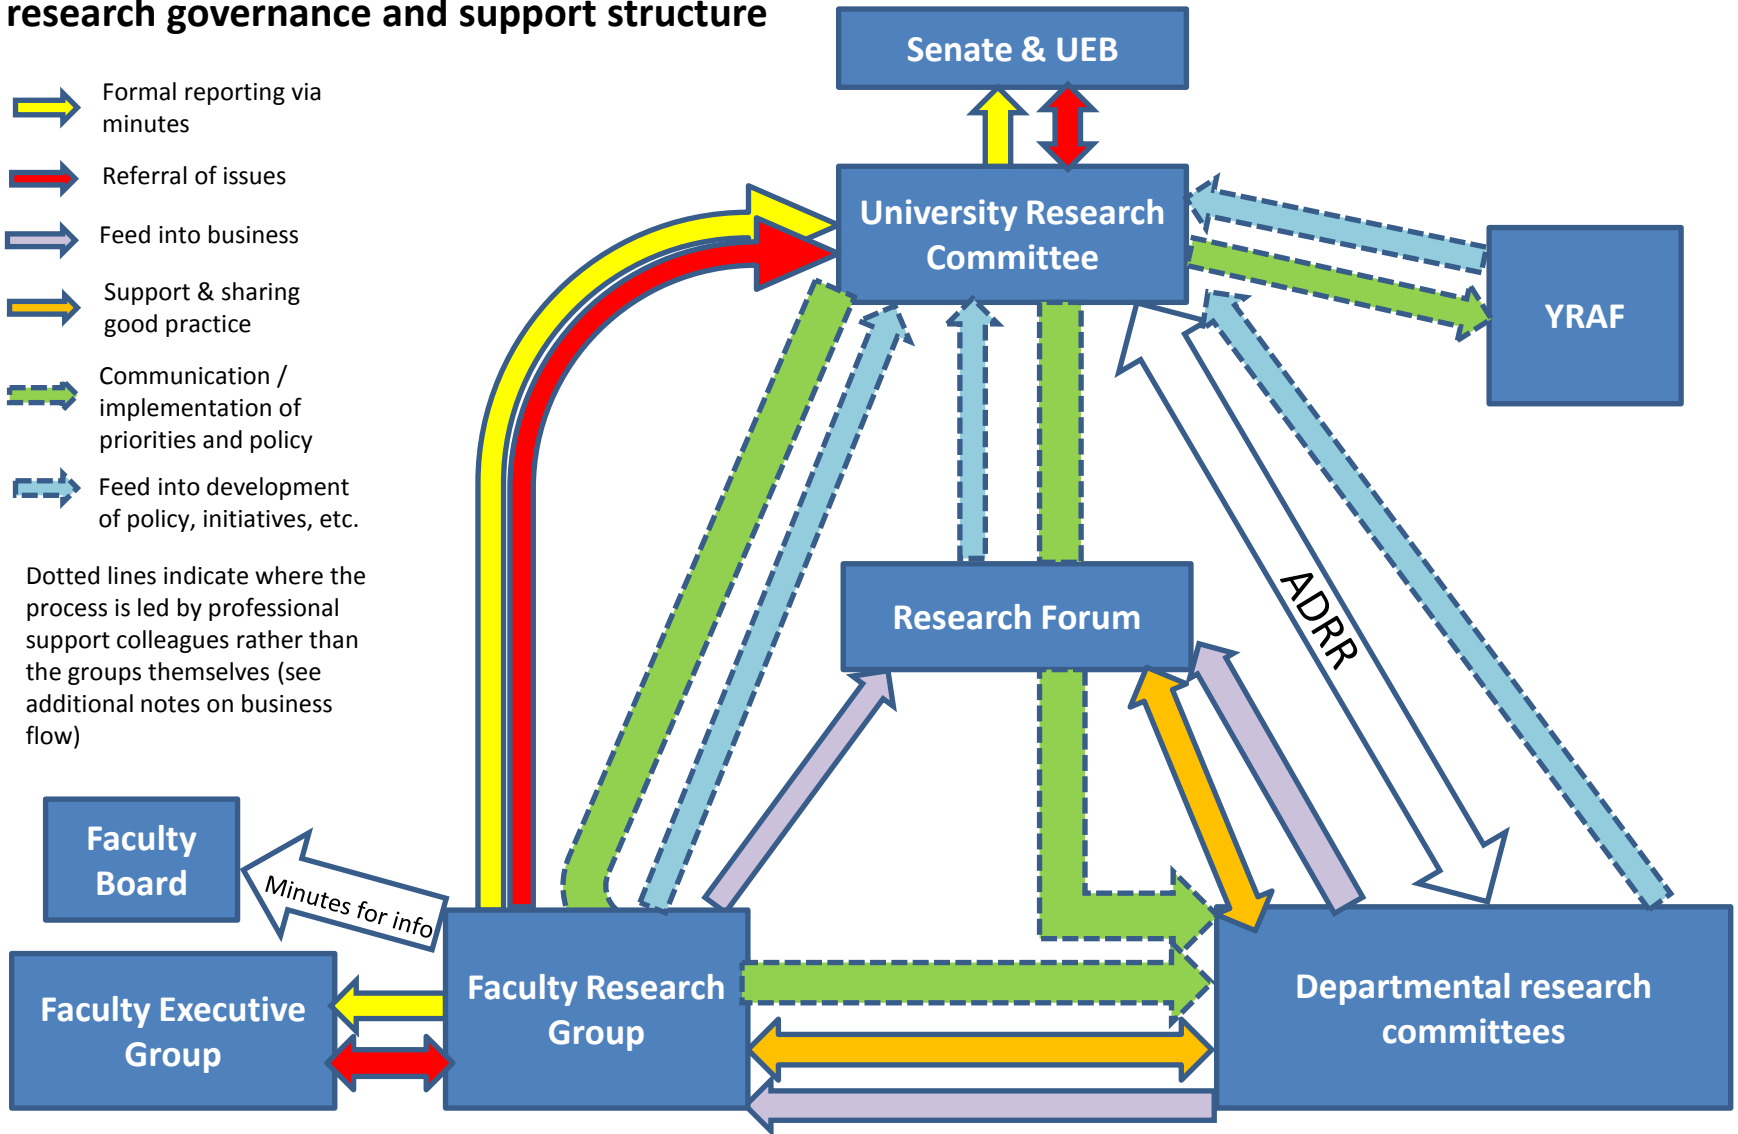 research governance and support structure
Formal reporting via
minutes
Referral of issues
Feed into business
Support & sharing
good practice
Communication /
implementation of
priorities and policy
Feed into development
of policy, initiatives, etc.
Dotted lines indicate where the
process is led by professional
support colleagues rather than
the groups themselves (see
additional notes on business
flow)
Senate & UEB
University Research
Committee
YRAF
Research Forum
ADRR
Faculty
Board
Minutes for info
Faculty Executive
Group
Faculty Research
Group
Departmental research
committees